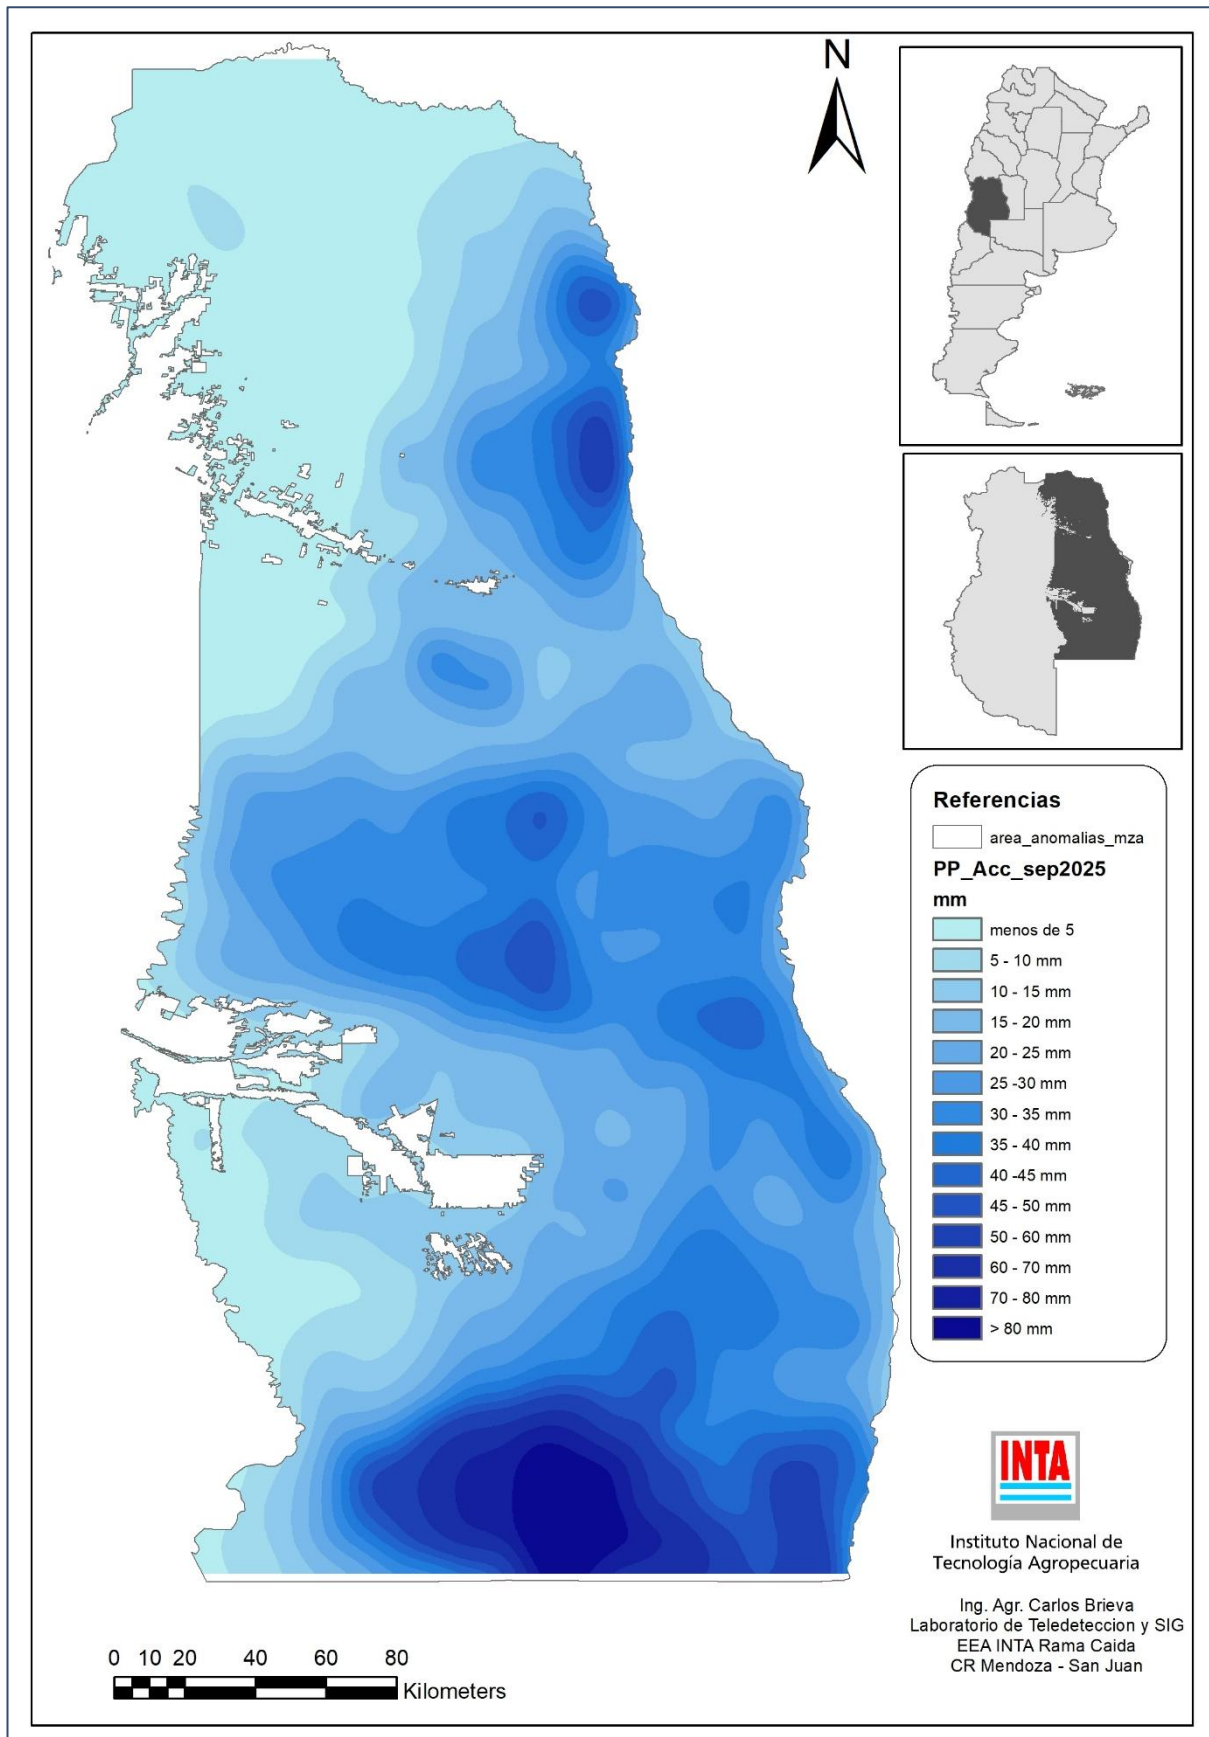 N
Referencias
area_anomalias_mza
PP_Acc_sep2025
mm
menos de 5
5 - 10 mm
10 - 15 mm
15 - 20 mm
20 - 25 mm
25 -30 mm
30 - 35 mm
35 - 40 mm
40 -45 mm
45 - 50 mm
50 - 60 mm
60 - 70 mm
70 - 80 mm
> 80 mm
INTA
Instituto Nacional de
Tecnología Agropecuaria
Ing. Agr. Carlos Brieva
Laboratorio de Teledeteccion y SIG
EEA INTA Rama Caida
CR Mendoza - San Juan
0 10 20 40 60 80
Kilometers